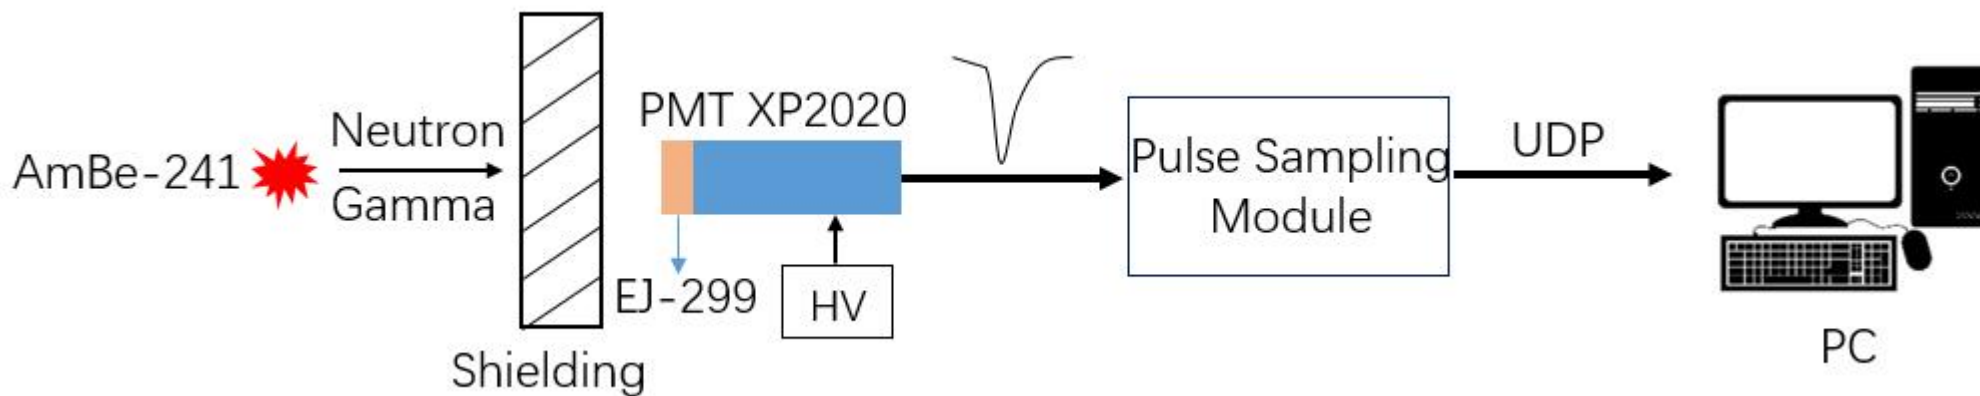 AmBe-241
Neutron
Gamma
Shielding
PMT XP2020
EJ-299
HV
Pulse Sampling
Module
UDP
PC